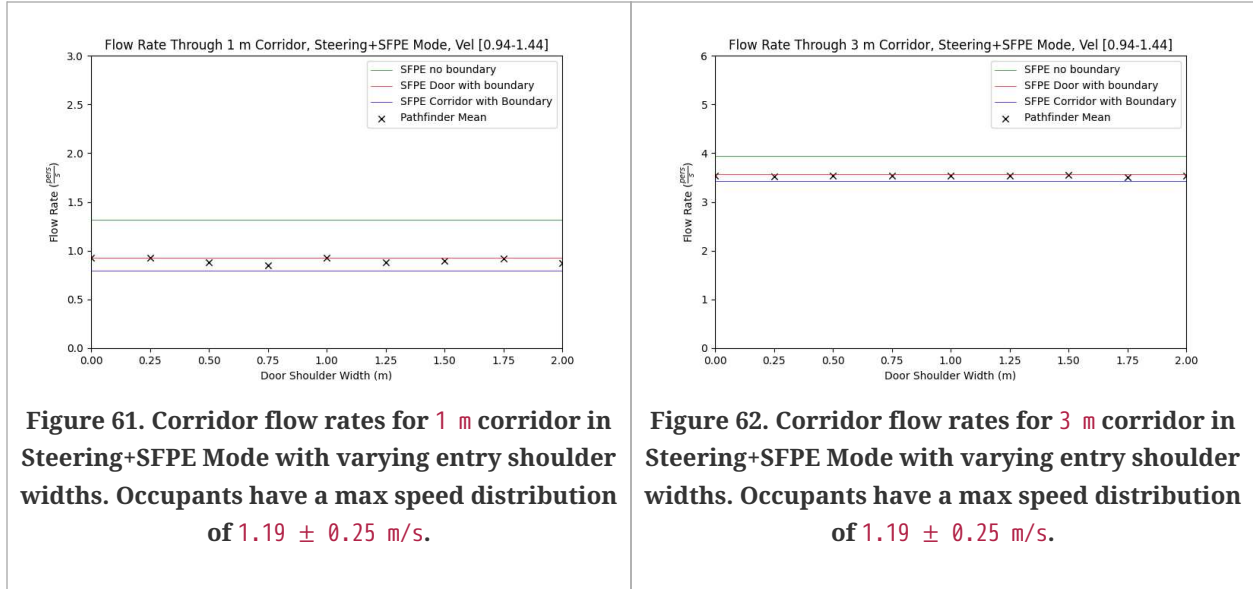 Flow Rate Through 1 m Corridor, Steering+SFPE Mode, Vel [0.94-1.44]
3.0
2.5
2.0
1.5
1.0
0.5
0.0
Flow Rate (pers/s)
SFPE no boundary
SFPE Door with boundary
SFPE Corridor with Boundary
Pathfinder Mean
0.00 0.25 0.50 0.75 1.00 1.25 1.50 1.75 2.00
Door Shoulder Width (m)
Figure 61. Corridor flow rates for 1 m corridor in
Steering+SFPE Mode with varying entry shoulder
widths. Occupants have a max speed distribution
of 1.19 ± 0.25 m/s.
Flow Rate Through 3 m Corridor, Steering+SFPE Mode, Vel [0.94-1.44]
6
5
4
3
2
1
0
Flow Rate (pers/s)
SFPE no boundary
SFPE Door with boundary
SFPE Corridor with Boundary
Pathfinder Mean
0.00 0.25 0.50 0.75 1.00 1.25 1.50 1.75 2.00
Door Shoulder Width (m)
Figure 62. Corridor flow rates for 3 m corridor in
Steering+SFPE Mode with varying entry shoulder
widths. Occupants have a max speed distribution
of 1.19 ± 0.25 m/s.